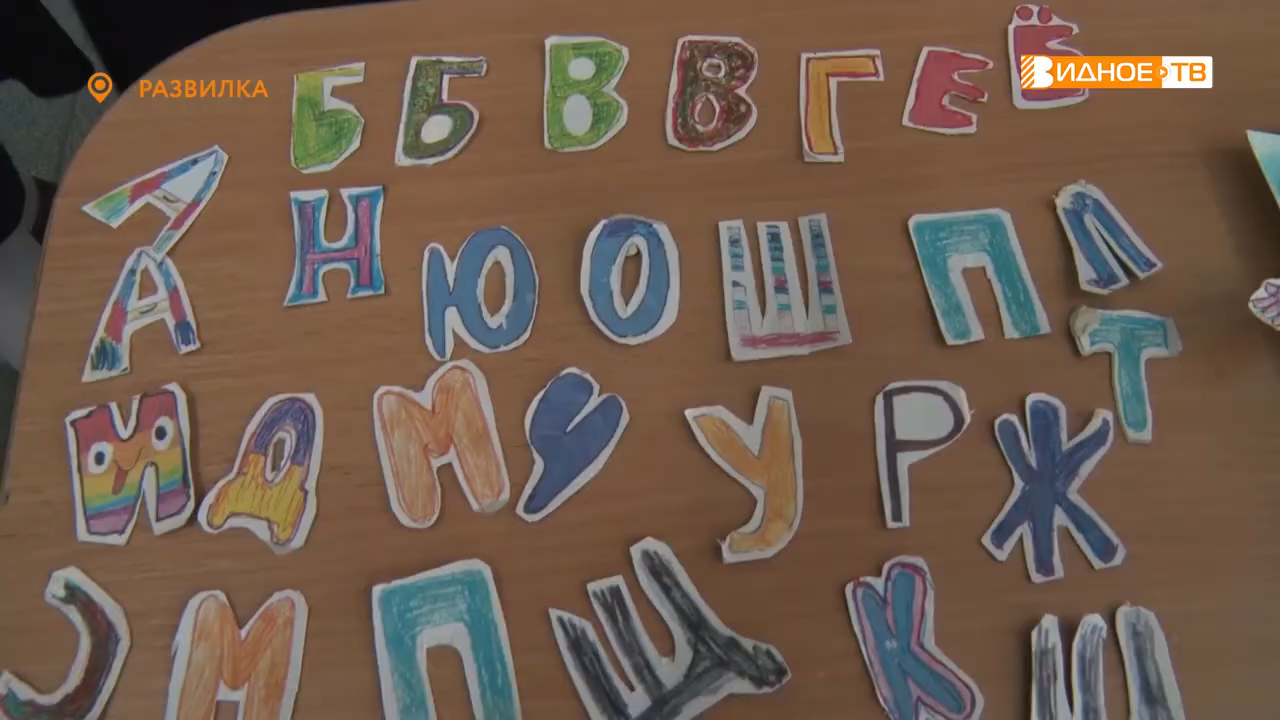 РАЗВИЛКА
ВИДНОЕ ТВ
Б Б В В Г Е Ё
А
А Н Ю О Ш П Л
Т
И Д М У У Р Ж
М П Щ К